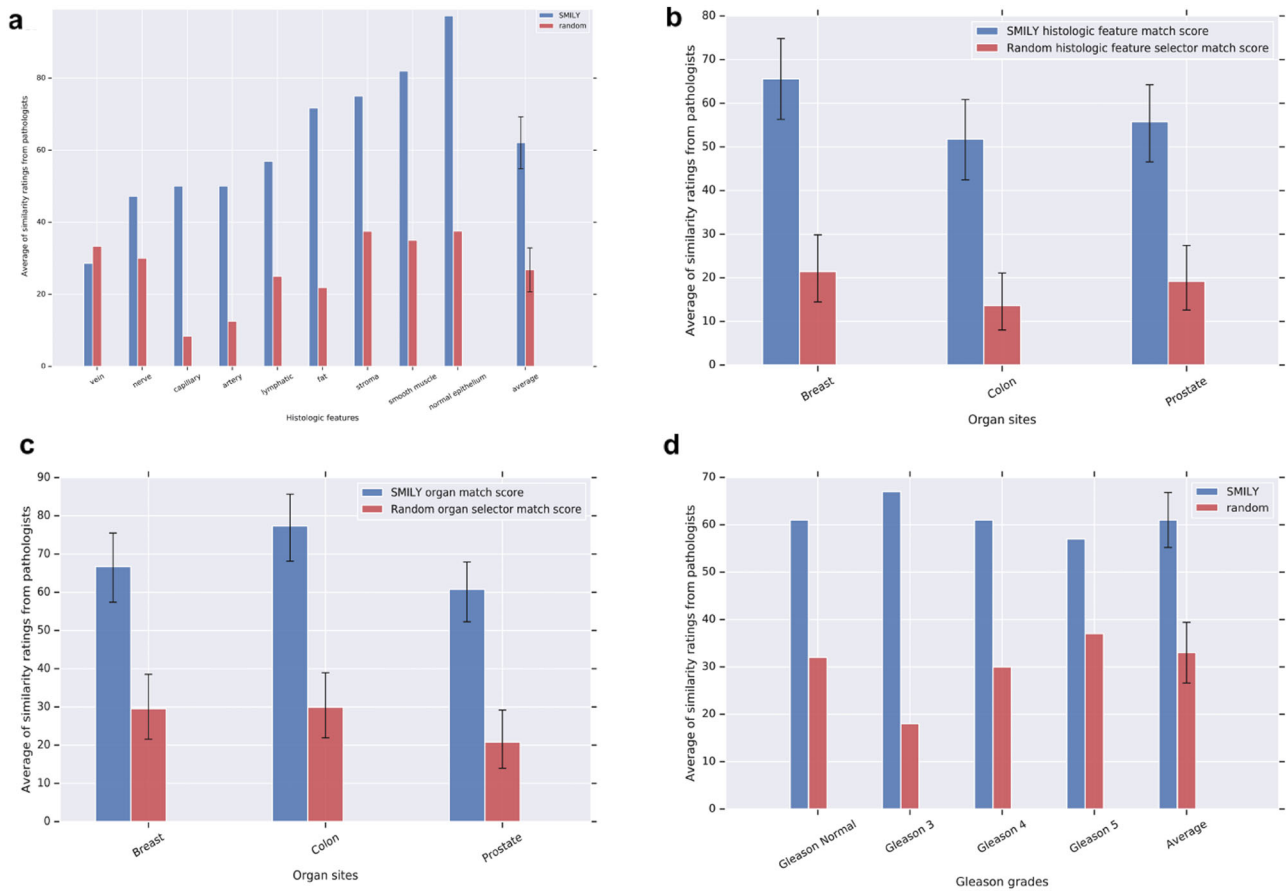 a
SMILY
random
Average of similarity ratings from pathologists
80
60
40
20
0
vein
nerve
capillary
artery
lymphatic
fat
stroma
smooth muscle
normal epithelium
average
Histologic features
b
SMILY histologic feature match score
Random histologic feature selector match score
Average of similarity ratings from pathologists
80
70
60
50
40
30
20
10
0
Breast
Colon
Prostate
Organ sites
c
SMILY organ match score
Random organ selector match score
Average of similarity ratings from pathologists
90
80
70
60
50
40
30
20
10
0
Breast
Colon
Prostate
Organ sites
d
SMILY
random
Average of similarity ratings from pathologists
70
60
50
40
30
20
10
0
Gleason Normal
Gleason 3
Gleason 4
Gleason 5
Average
Gleason grades